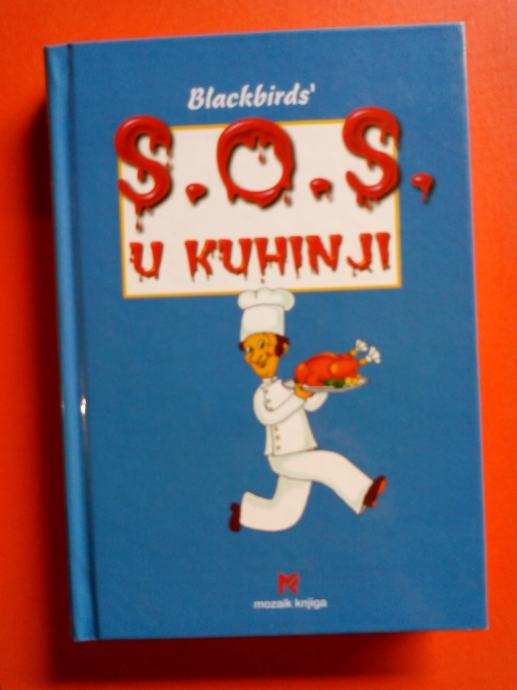 Blackbirds'
S.O.S.
U KUHINJI
mozaik knjiga